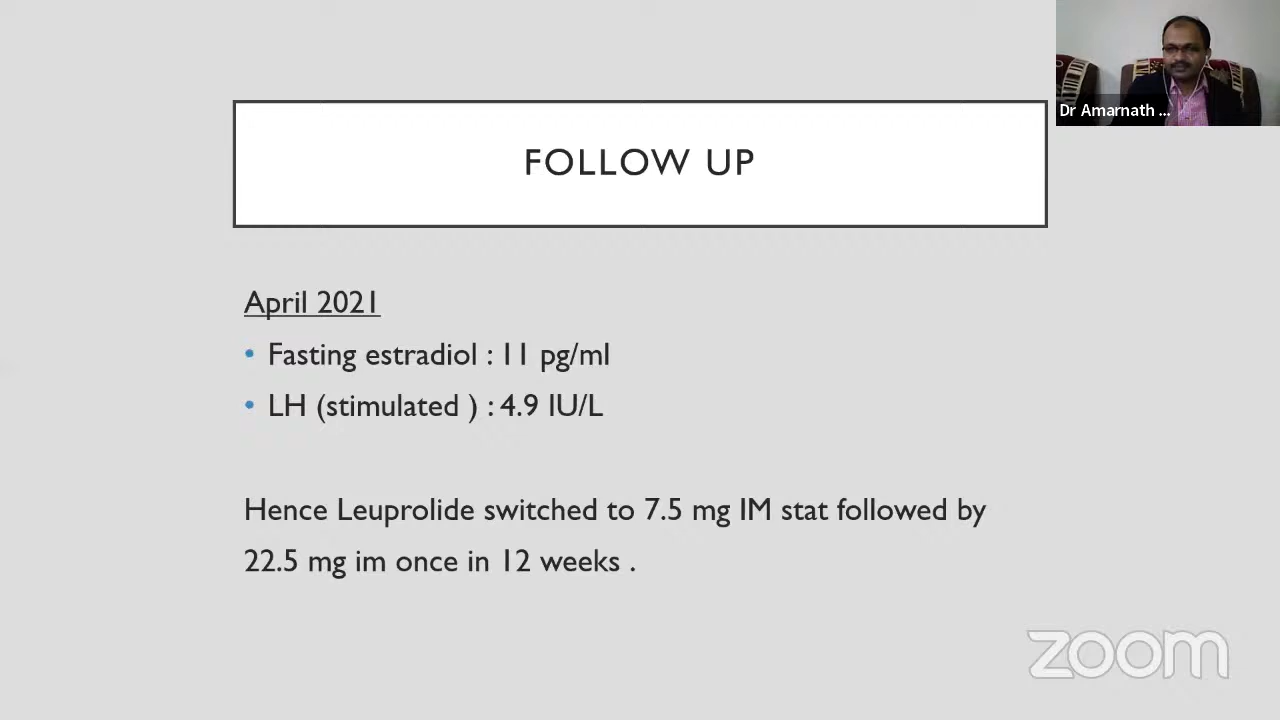 Dr Amarnath ...
FOLLOW UP
April 2021
• Fasting estradiol : 11 pg/ml
• LH (stimulated ) : 4.9 IU/L
Hence Leuprolide switched to 7.5 mg IM stat followed by
22.5 mg im once in 12 weeks .
zoom